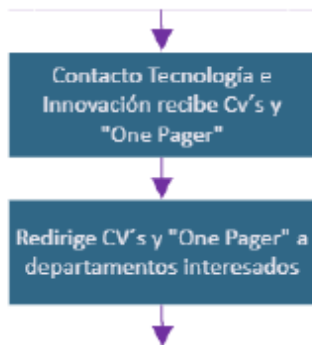 Contacto Tecnología e
Innovación recibe Cv´s y
"One Pager"
Redirige CV´s y "One Pager" a
departamentos interesados